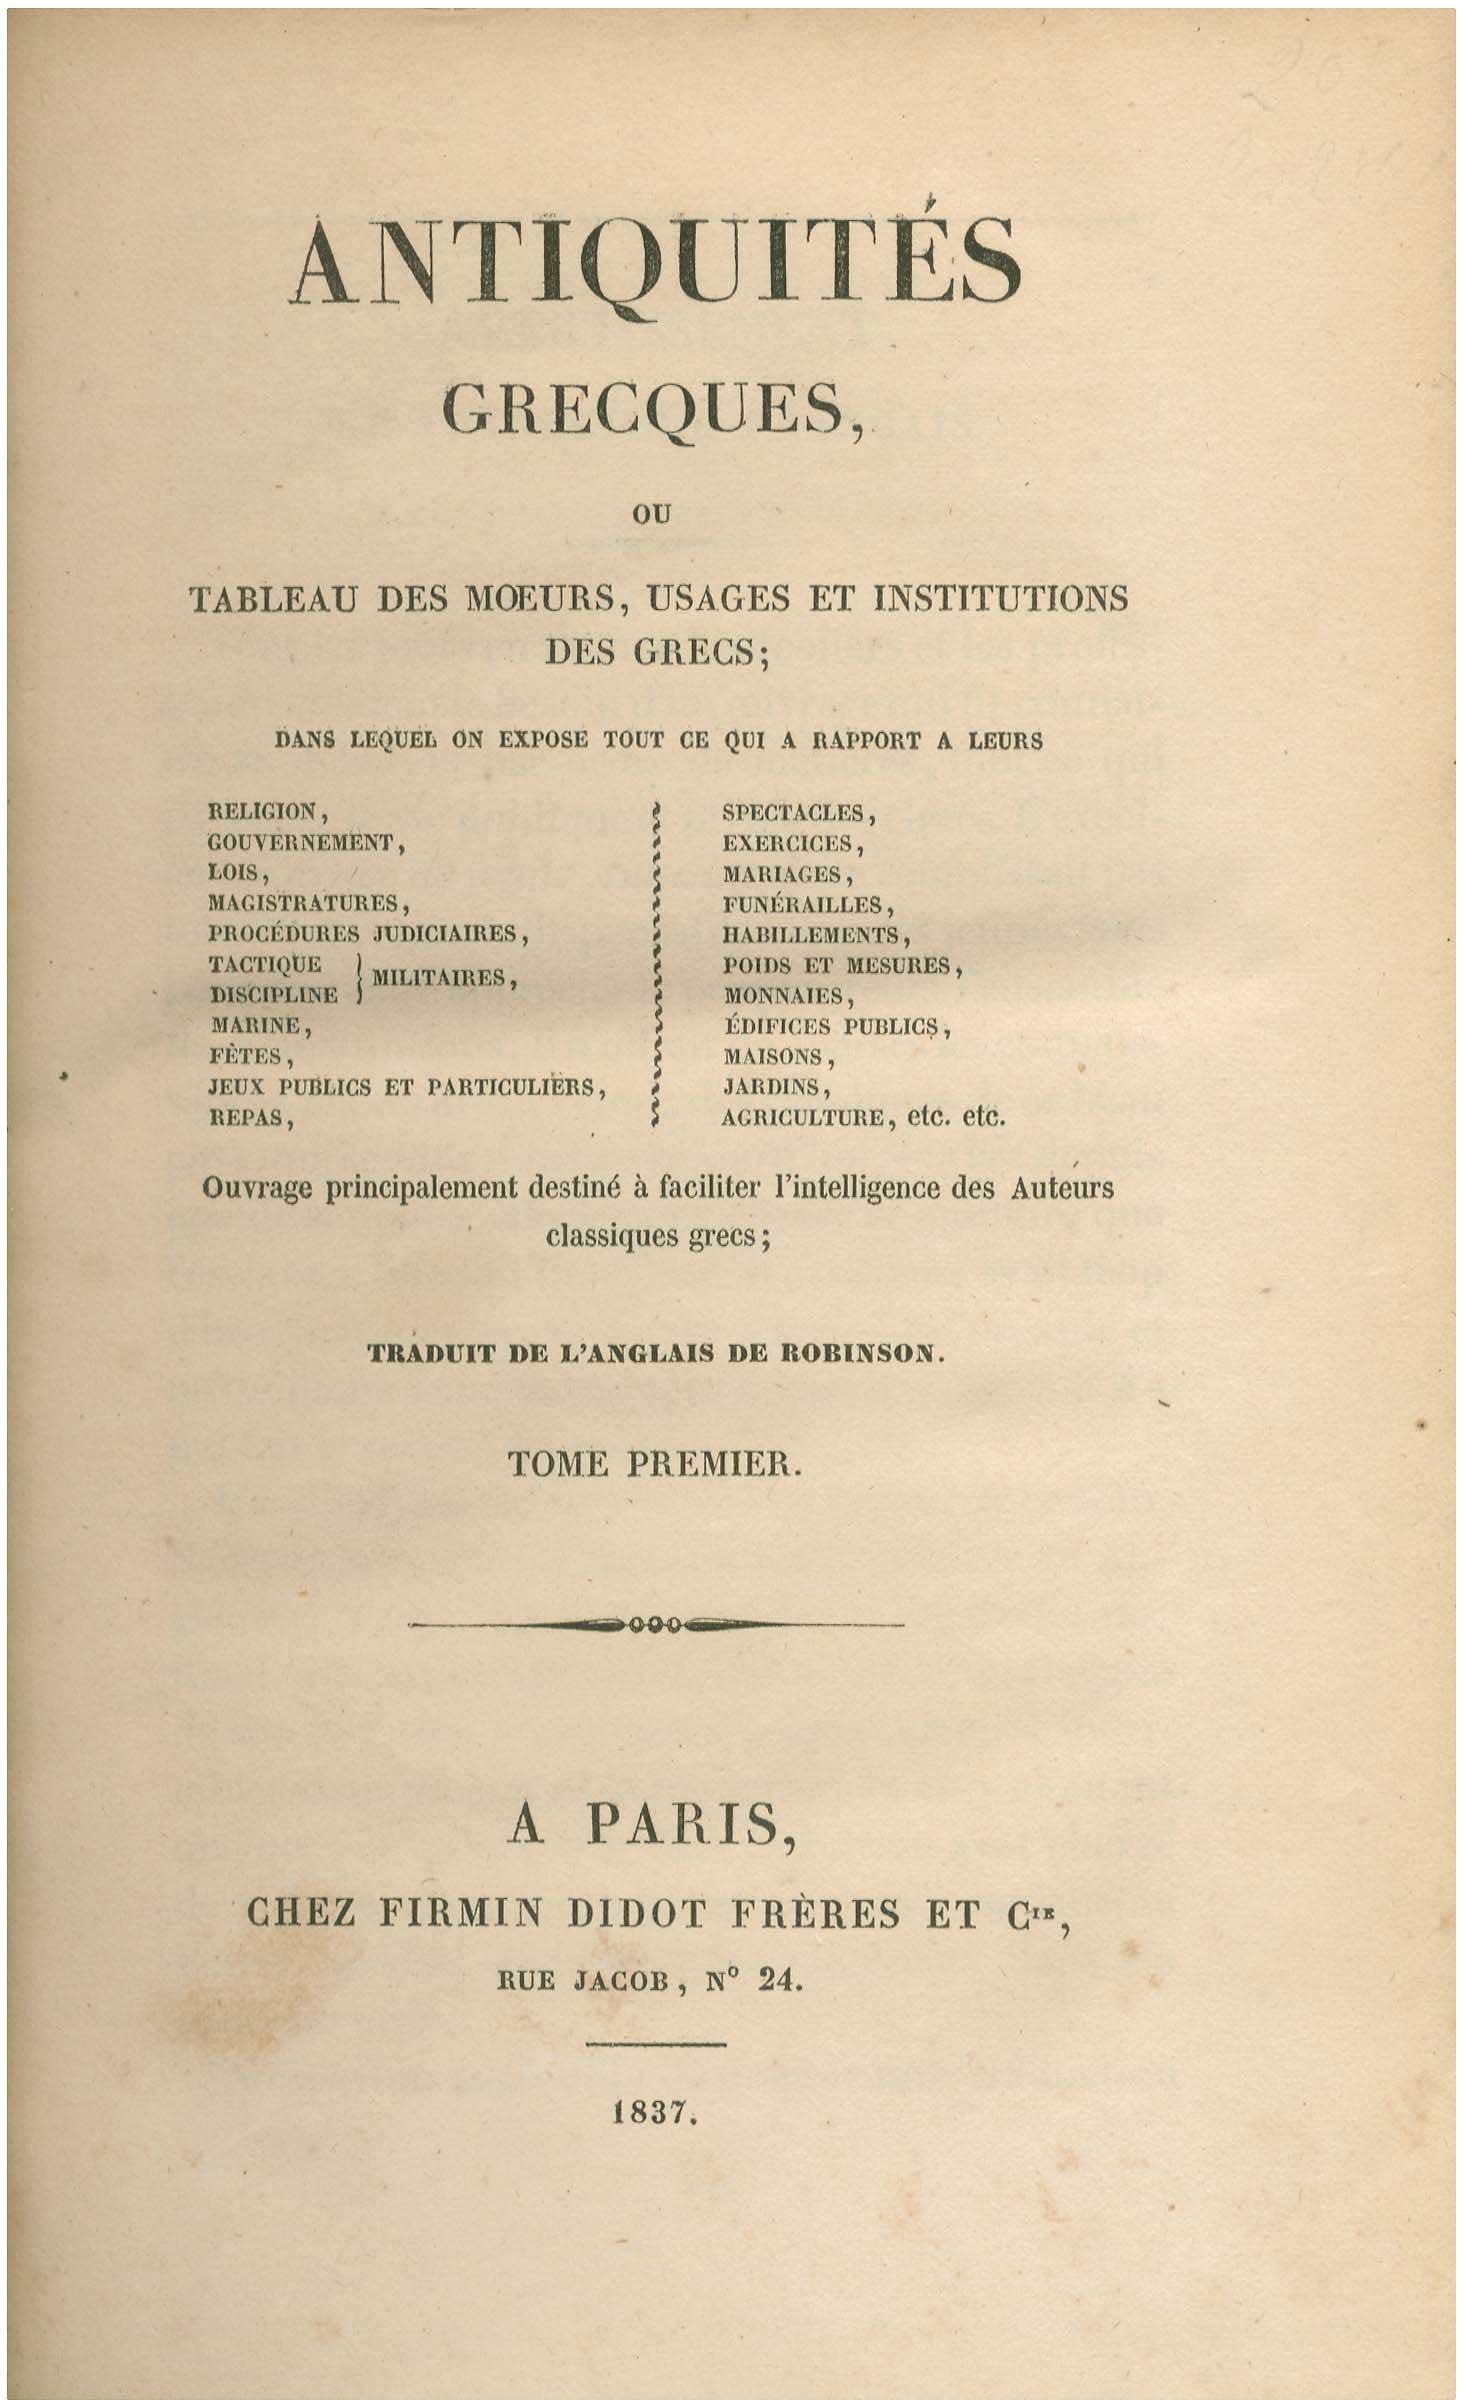 ANTIQUITÉS
GRECQUES,
OU
TABLEAU DES MŒURS, USAGES ET INSTITUTIONS
DES GRECS;
DANS LEQUEL ON EXPOSE TOUT CE QUI A RAPPORT A LEURS
RELIGION,
GOUVERNEMENT,
LOIS,
MAGISTRATURES,
PROCÉDURES JUDICIAIRES,
TACTIQUE
DISCIPLINE } MILITAIRES,
MARINE,
FÊTES,
JEUX PUBLICS ET PARTICULIERS,
REPAS,
SPECTACLES,
EXERCICES,
MARIAGES,
FUNÉRAILLES,
HABILLEMENTS,
POIDS ET MESURES,
MONNAIES,
ÉDIFICES PUBLICS,
MAISONS,
JARDINS,
AGRICULTURE, etc. etc.
Ouvrage principalement destiné à faciliter l'intelligence des Auteurs
classiques grecs;
TRADUIT DE L'ANGLAIS DE ROBINSON.
TOME PREMIER.
A PARIS,
CHEZ FIRMIN DIDOT FRÈRES ET CIE,
RUE JACOB, N° 24.
1837.